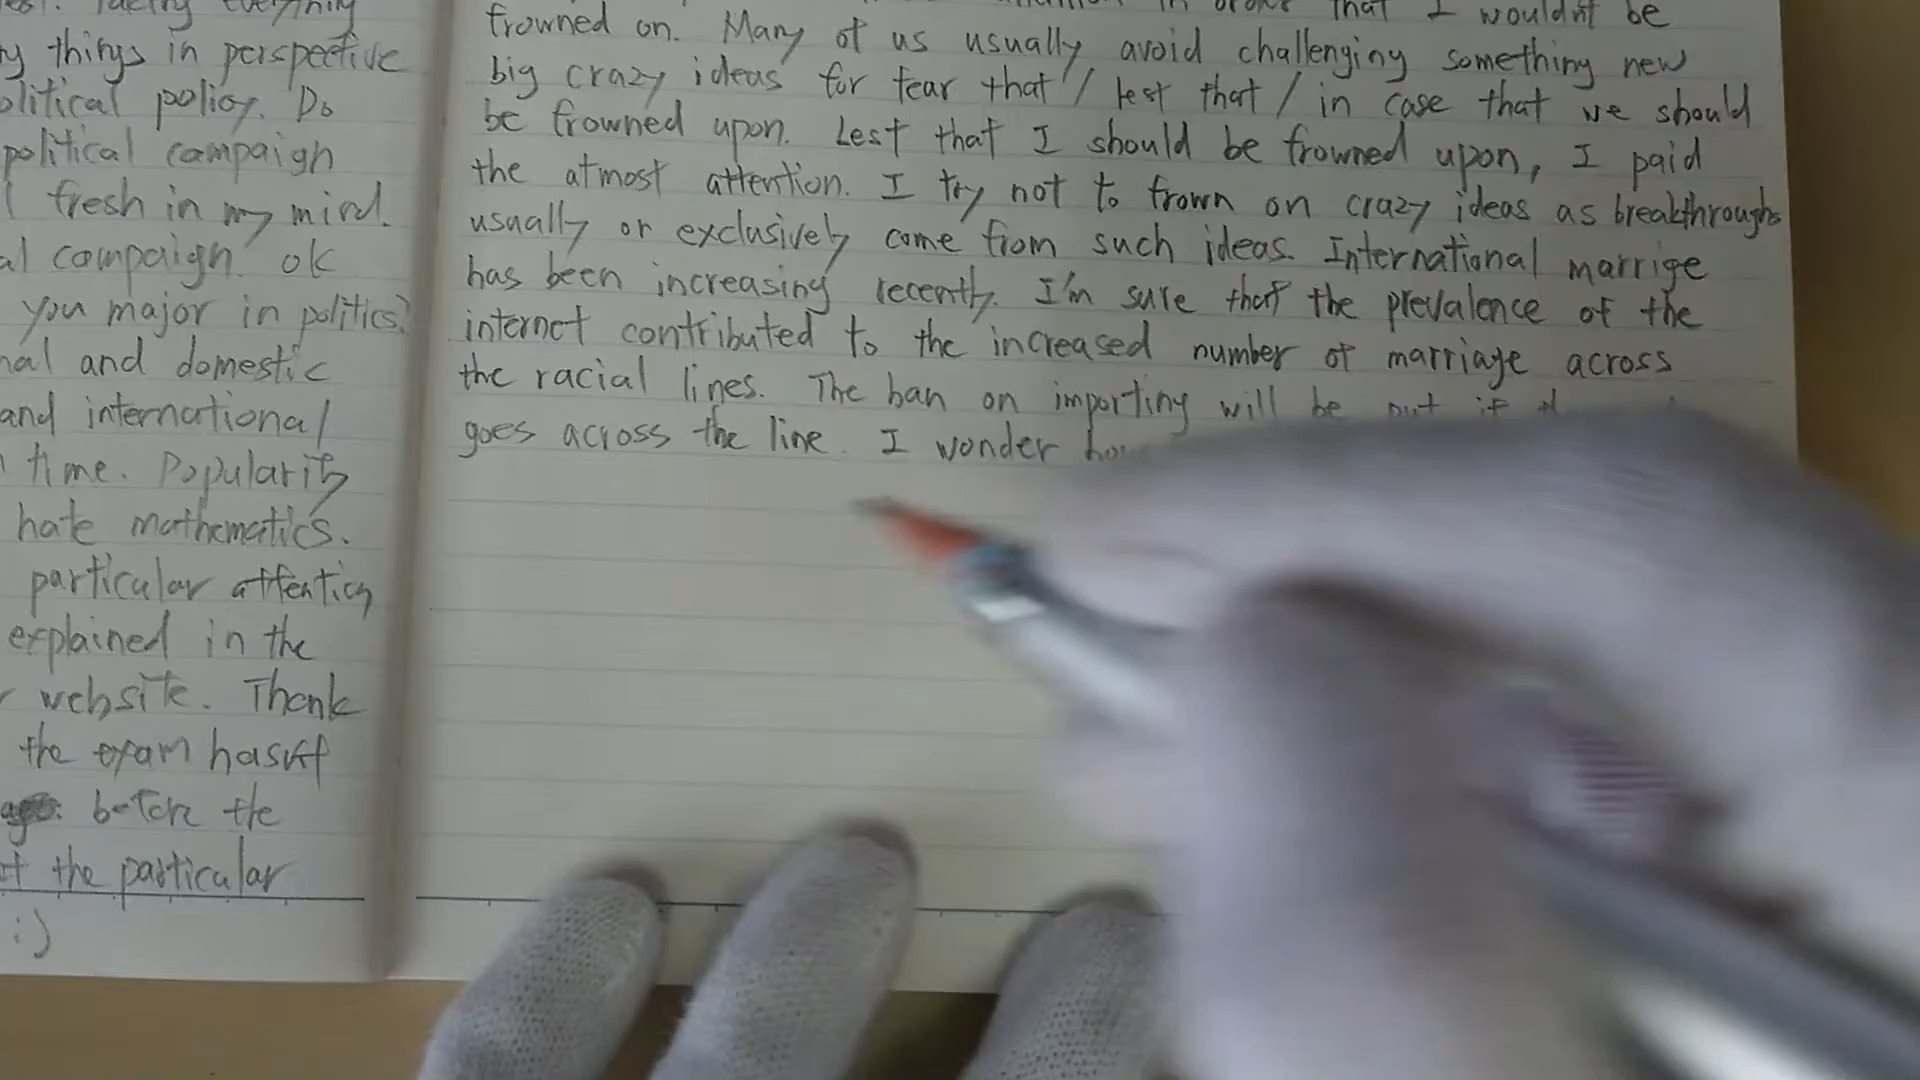 things in perspective
political policy. Do
political campaign
fresh in my mind.
campaign. ok
you major in politics?
and domestic
and international
time. Popularity
hate mathematics.
particular attention
explained in the
website. Thank
the exam
before the
the particular
:)
that I wouldn't be
frowned on. Many of us usually avoid challenging something new
big crazy ideas for fear that / lest that / in case that we should
be frowned upon. Lest that I should be frowned upon, I paid
the atmost attention. I try not to frown on crazy ideas as breakthroughs
usually or exclusively come from such ideas. International marrige
has been increasing recently. I'm sure that the prevalence of the
internet contributed to the increased number of marriage across
the racial lines. The ban on importing will be put if
goes across the line. I wonder